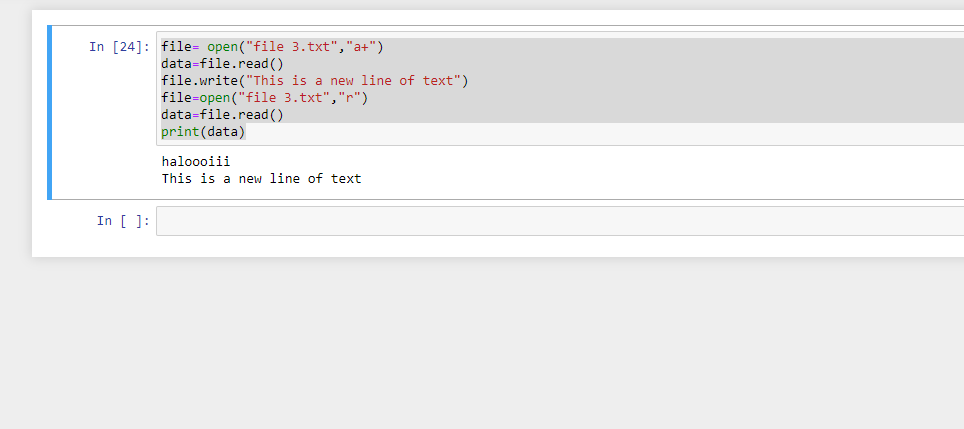 In [24]: file= open("file 3.txt","a+")
data=file.read()
file.write("This is a new line of text")
file=open("file 3.txt","r")
data=file.read()
print(data)
haloooiii
This is a new line of text
In [ ]: